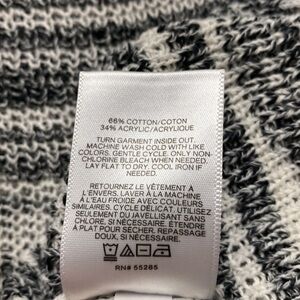 66% COTTON/COTON
34% ACRYLIC/ACRYLIQUE
TURN GARMENT INSIDE OUT.
MACHINE WASH COLD WITH LIKE
COLORS. GENTLE CYCLE. ONLY NON-
CHLORINE BLEACH WHEN NEEDED.
LAY FLAT TO DRY. COOL IRON IF
NEEDED.
RETOURNEZ LE VÊTEMENT À
L'ENVERS. LAVER À LA MACHINE
À L'EAU FROIDE AVEC COULEURS
SIMILAIRES. CYCLE DÉLICAT. UTILISEZ
SEULEMENT DU JAVELLISANT SANS
CHLORE, SI NÉCESSAIRE. ÉTENDRE
À PLAT POUR SÉCHER. REPASSAGE
DOUX, SI NÉCESSAIRE.
RN# 55285